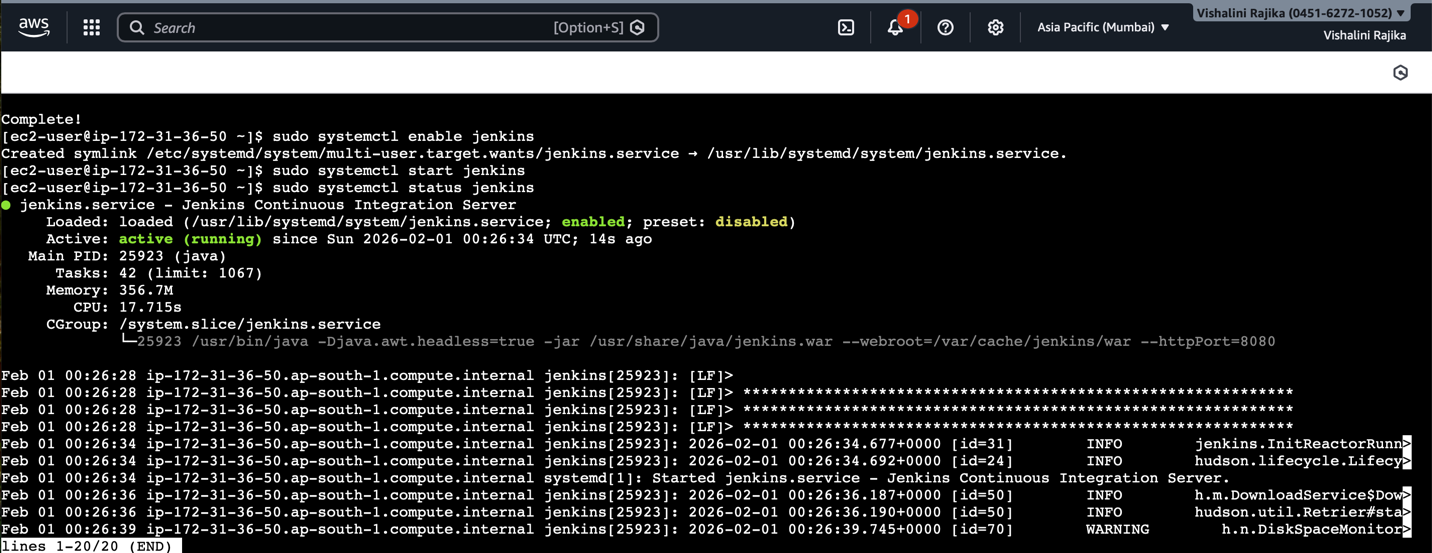 aws
Search
[Option+S]
1
Asia Pacific (Mumbai) ▼
Vishalini Rajika (0451-6272-1052) ▼
Vishalini Rajika
Complete!
[ec2-user@ip-172-31-36-50 ~]$ sudo systemctl enable jenkins
Created symlink /etc/systemd/system/multi-user.target.wants/jenkins.service → /usr/lib/systemd/system/jenkins.service.
[ec2-user@ip-172-31-36-50 ~]$ sudo systemctl start jenkins
[ec2-user@ip-172-31-36-50 ~]$ sudo systemctl status jenkins
● jenkins.service - Jenkins Continuous Integration Server
     Loaded: loaded (/usr/lib/systemd/system/jenkins.service; enabled; preset: disabled)
     Active: active (running) since Sun 2026-02-01 00:26:34 UTC; 14s ago
   Main PID: 25923 (java)
      Tasks: 42 (limit: 1067)
     Memory: 356.7M
        CPU: 17.715s
     CGroup: /system.slice/jenkins.service
             └─25923 /usr/bin/java -Djava.awt.headless=true -jar /usr/share/java/jenkins.war --webroot=/var/cache/jenkins/war --httpPort=8080
Feb 01 00:26:28 ip-172-31-36-50.ap-south-1.compute.internal jenkins[25923]: [LF]>
Feb 01 00:26:28 ip-172-31-36-50.ap-south-1.compute.internal jenkins[25923]: [LF]> *************************************************************
Feb 01 00:26:28 ip-172-31-36-50.ap-south-1.compute.internal jenkins[25923]: [LF]> *************************************************************
Feb 01 00:26:28 ip-172-31-36-50.ap-south-1.compute.internal jenkins[25923]: [LF]> *************************************************************
Feb 01 00:26:34 ip-172-31-36-50.ap-south-1.compute.internal jenkins[25923]: 2026-02-01 00:26:34.677+0000 [id=31]        INFO        jenkins.InitReactorRunn>
Feb 01 00:26:34 ip-172-31-36-50.ap-south-1.compute.internal jenkins[25923]: 2026-02-01 00:26:34.692+0000 [id=24]        INFO        hudson.lifecycle.Lifecy>
Feb 01 00:26:34 ip-172-31-36-50.ap-south-1.compute.internal systemd[1]: Started jenkins.service - Jenkins Continuous Integration Server.
Feb 01 00:26:36 ip-172-31-36-50.ap-south-1.compute.internal jenkins[25923]: 2026-02-01 00:26:36.187+0000 [id=50]        INFO        h.m.DownloadService$Dow>
Feb 01 00:26:36 ip-172-31-36-50.ap-south-1.compute.internal jenkins[25923]: 2026-02-01 00:26:36.190+0000 [id=50]        INFO        hudson.util.Retrier#sta>
Feb 01 00:26:39 ip-172-31-36-50.ap-south-1.compute.internal jenkins[25923]: 2026-02-01 00:26:39.745+0000 [id=70]        WARNING        h.n.DiskSpaceMonitor>
lines 1-20/20 (END)